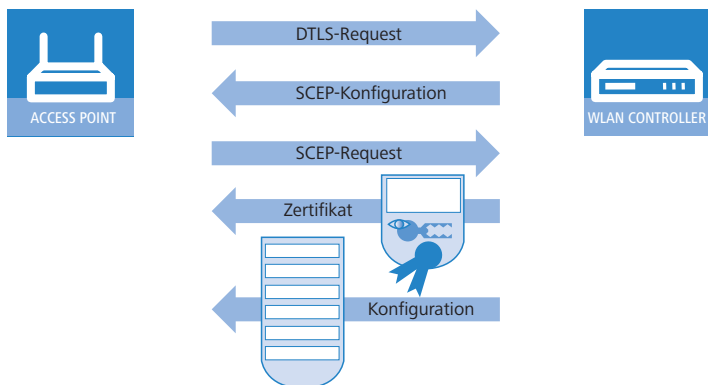 DTLS-Request
SCEP-Konfiguration
ACCESS POINT
WLAN CONTROLLER
SCEP-Request
Zertifikat
Konfiguration